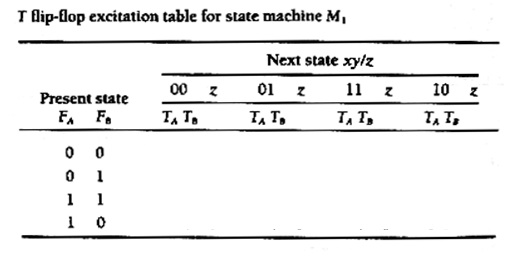 T flip-flop excitation table for state machine M₁
Next state xy/z
Present state 00 z 01 z 11 z 10 z
F_A F_B T_A T_B T_A T_B T_A T_B T_A T_B
0 0
0 1
1 1
1 0